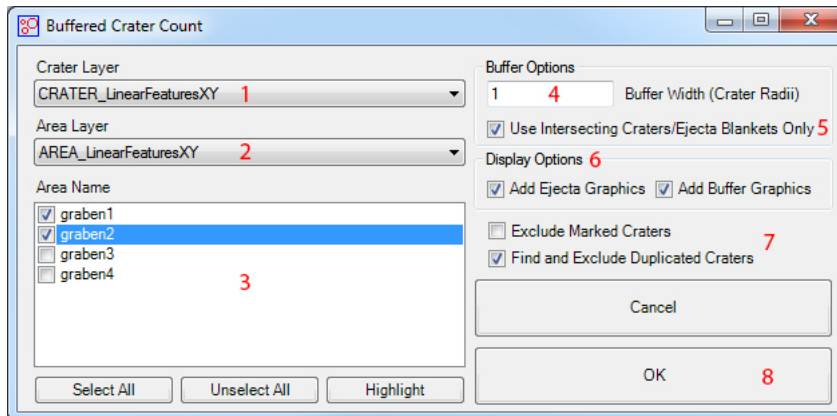 Buffered Crater Count
Crater Layer
CRATER_LinearFeaturesXY 1
Area Layer
AREA_LinearFeaturesXY 2
Area Name
graben1
graben2
graben3
graben4
3
Select All
Unselect All
Highlight
Buffer Options
1 4 Buffer Width (Crater Radii)
Use Intersecting Craters/Ejecta Blankets Only 5
Display Options 6
Add Ejecta Graphics
Add Buffer Graphics
Exclude Marked Craters
7
Find and Exclude Duplicated Craters
Cancel
OK 8